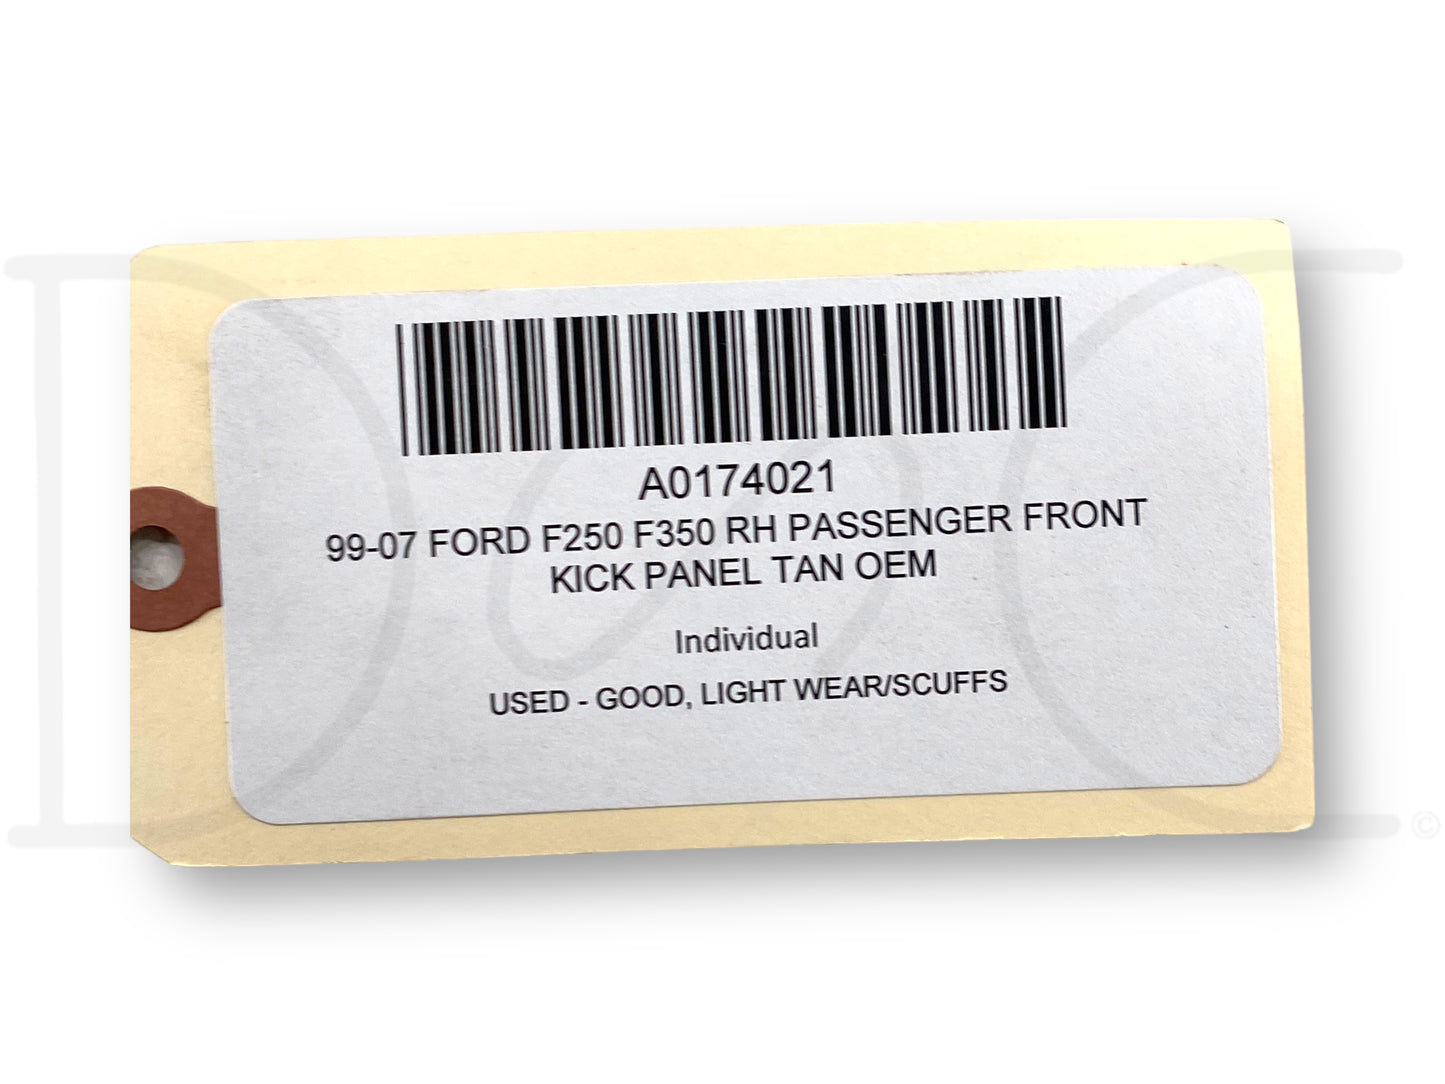 A0174021
99-07 FORD F250 F350 RH PASSENGER FRONT
KICK PANEL TAN OEM
Individual
USED - GOOD, LIGHT WEAR/SCUFFS
©